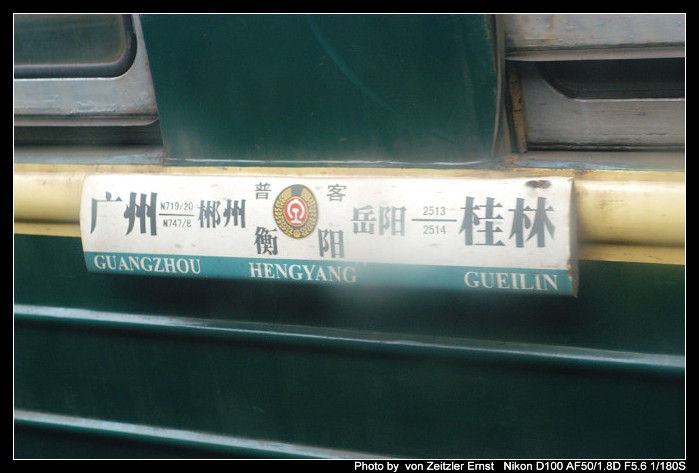 普 客
广州 N719/20 N747/8 郴州 衡阳 岳阳 2513 2514 桂林
GUANGZHOU HENGYANG GUEILIN
Photo by von Zeitzler Ernst Nikon D100 AF50/1.8D F5.6 1/180S